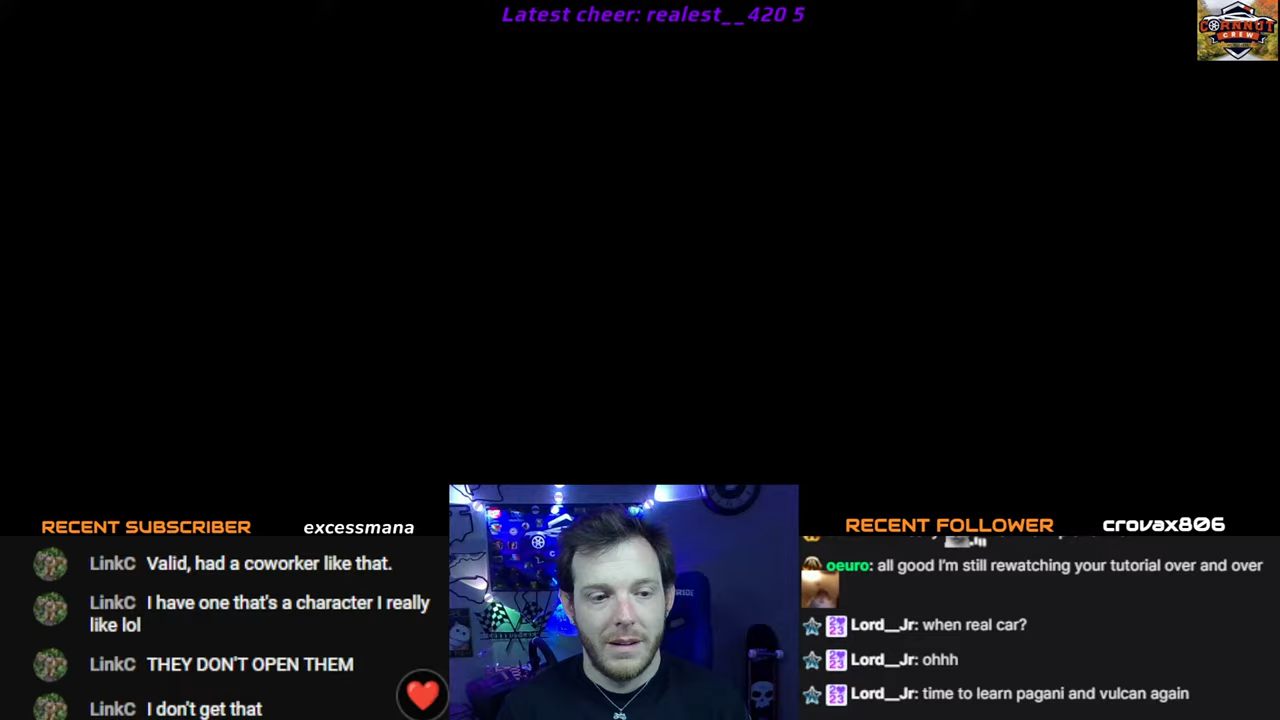 Latest cheer: realest__420 5
CORNNUT
CREW
RECENT SUBSCRIBER excessmana
LinkC Valid, had a coworker like that.
LinkC I have one that's a character I really
like lol
LinkC THEY DON'T OPEN THEM
LinkC I don't get that
RECENT FOLLOWER crovax806
oeuro: all good I'm still rewatching your tutorial over and over
Lord__Jr: when real car?
Lord__Jr: ohhh
Lord__Jr: time to learn pagani and vulcan again